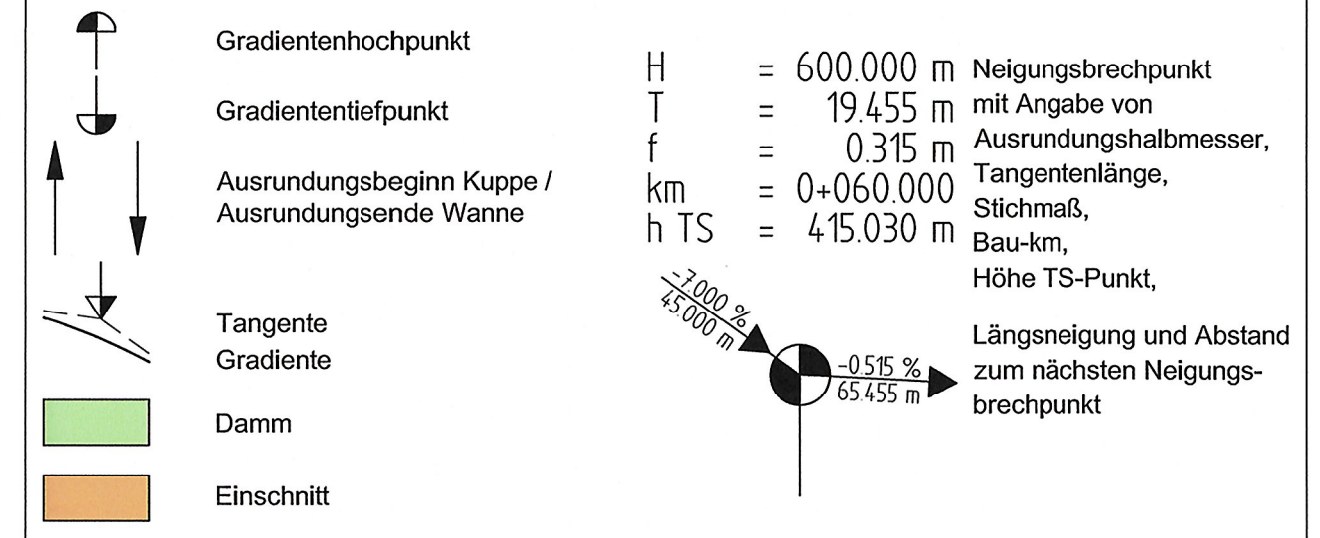 Gradientenhochpunkt
Gradiententiefpunkt
Ausrundungsbeginn Kuppe /
Ausrundungsende Wanne
Tangente
Gradiente
Damm
Einschnitt
H = 600.000 m
T = 19.455 m
f = 0.315 m
km = 0+060.000
h TS = 415.030 m
Neigungsbrechpunkt
mit Angabe von
Ausrundungshalbmesser,
Tangentenlänge,
Stichmaß,
Bau-km,
Höhe TS-Punkt,
-7.000 %
45.000 m
-0.515 %
65.455 m
Längsneigung und Abstand
zum nächsten Neigungs-
brechpunkt